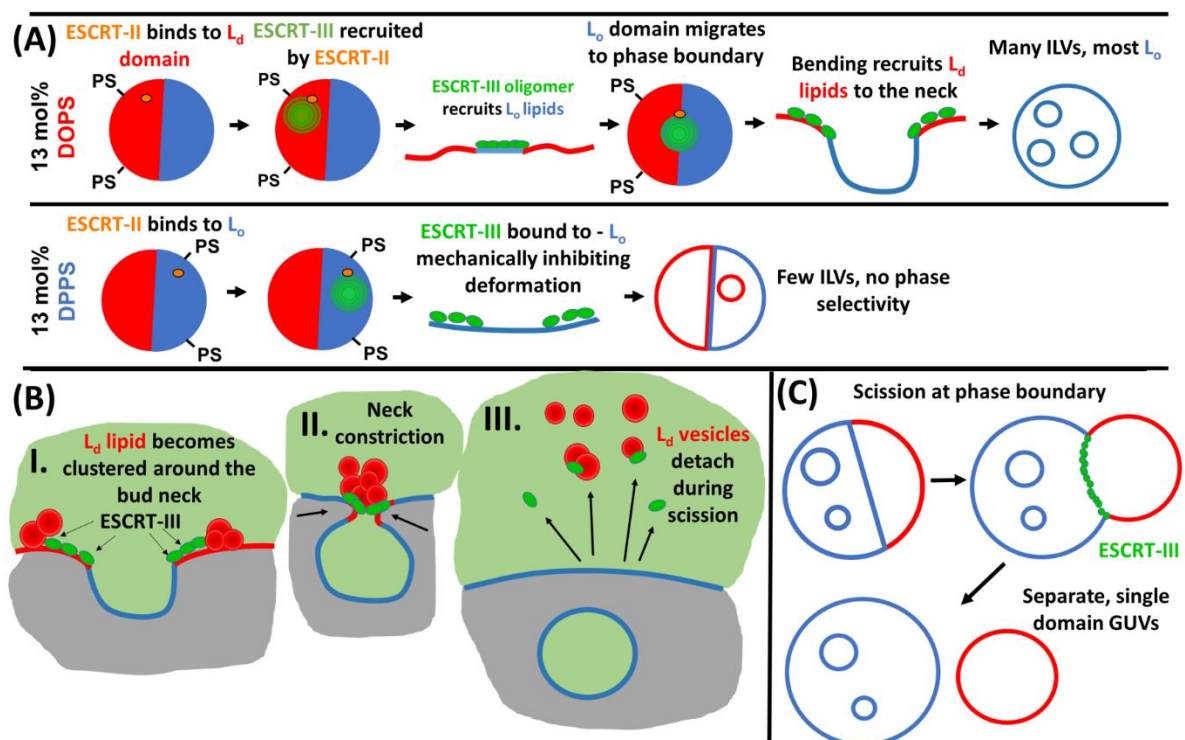 (A)
13 mol%
DOPS
ESCRT-II binds to Ld
domain
PS
PS
ESCRT-III recruited
by ESCRT-II
PS
PS
ESCRT-III oligomer
recruits Lo lipids
Lo domain migrates
to phase boundary
PS
PS
Bending recruits Ld
lipids to the neck
Many ILVs, most Lo
13 mol%
DPPS
ESCRT-II binds to Lo
PS
PS
PS
PS
ESCRT-III bound to - Lo
mechanically inhibiting
deformation
Few ILVs, no phase
selectivity
(B)
I.
Ld lipid becomes
clustered around the
bud neck
ESCRT-III
II.
Neck
constriction
III.
Ld vesicles
detach
during
scission
(C)
Scission at phase boundary
ESCRT-III
Separate, single
domain GUVs